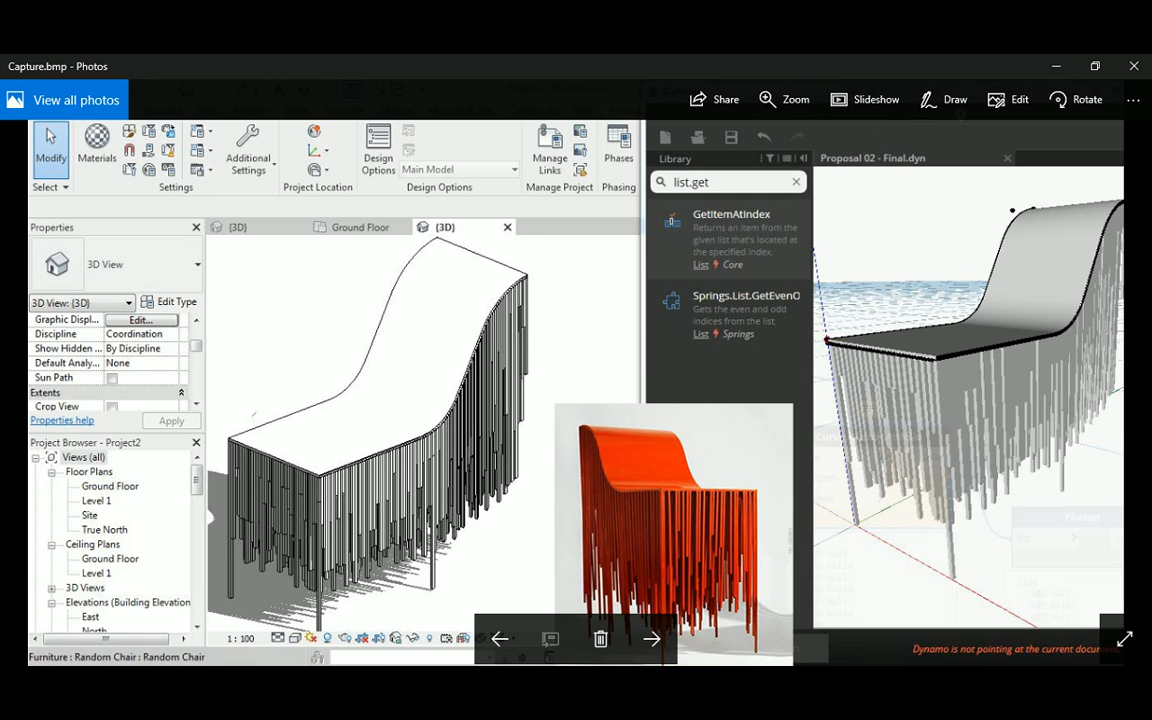 Capture.bmp - Photos
View all photos
Share
Zoom
Slideshow
Draw
Edit
Rotate
Modify
Materials
Additional
Settings
Design
Options
Main Model
Manage
Links
Phases
Select
Settings
Project Location
Design Options
Manage Project
Phasing
Properties
{3D}
Ground Floor
{3D}
3D View
3D View: {3D}
Edit Type
Graphic Displ...
Edit...
Discipline
Coordination
Show Hidden ...
By Discipline
Default Analy...
None
Sun Path
Extents
Crop View
Properties help
Apply
Project Browser - Project2
Views (all)
Floor Plans
Ground Floor
Level 1
Site
True North
Ceiling Plans
Ground Floor
Level 1
3D Views
Elevations (Building Elevation
East
North
1 : 100
Furniture : Random Chair : Random Chair
Library
Proposal 02 - Final.dyn
list.get
GetItemAtIndex
Returns an item from the
given list that's located at
the specified index.
List Core
Springs.List.GetEvenO
Gets the even and odd
indices from the list.
List Springs
Flatten
Dynamo is not pointing at the current docum